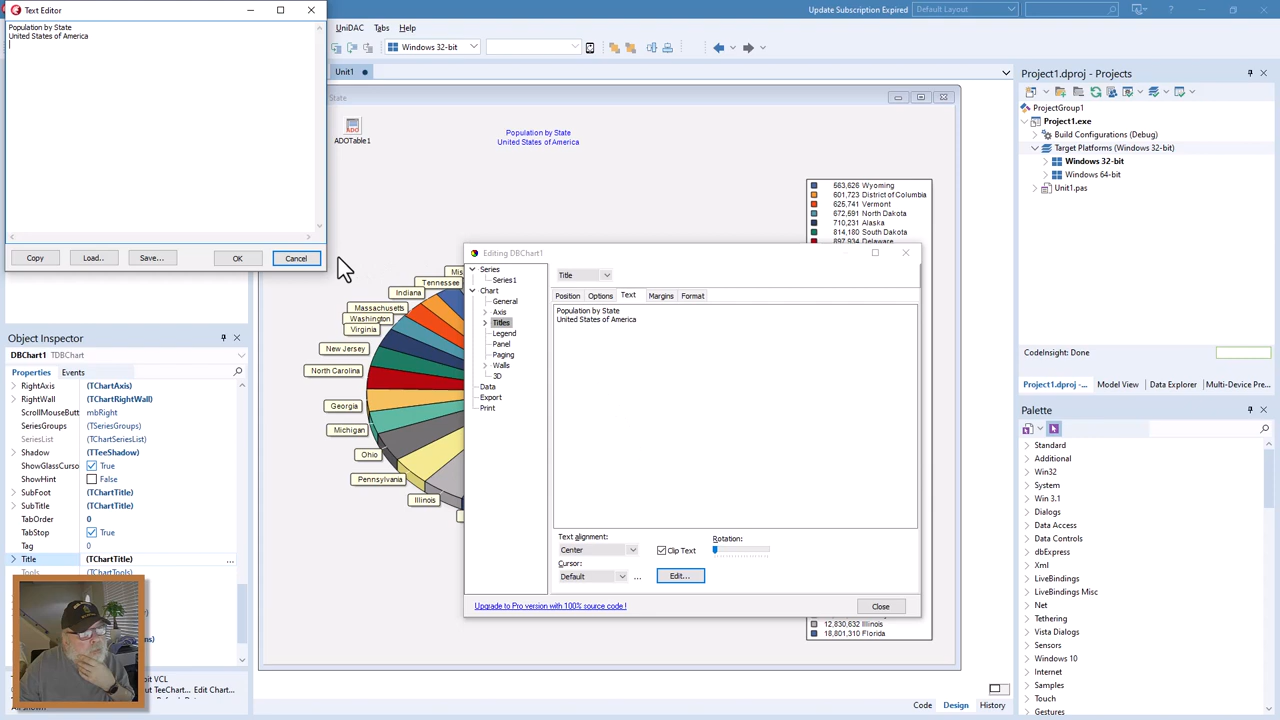 Text Editor
Update Subscription Expired
Default Layout
Population by State
United States of America
UniDAC
Tabs
Help
Windows 32-bit
Unit1
Project1.dproj - Projects
State
ProjectGroup1
Project1.exe
Build Configurations (Debug)
Target Platforms (Windows 32-bit)
Windows 32-bit
Windows 64-bit
Unit1.pas
ADOTable1
Population by State
United States of America
563,626 Wyoming
601,723 District of Columbia
625,741 Vermont
672,591 North Dakota
710,231 Alaska
814,180 South Dakota
897,934 Delaware
Copy
Load..
Save...
OK
Cancel
Editing DBChart1
Series
Series1
Chart
General
Axis
Titles
Legend
Panel
Paging
Walls
3D
Data
Export
Print
Title
Position
Options
Text
Margins
Format
Population by State
United States of America
Text alignment:
Center
Clip Text
Rotation:
Cursor:
Default
...
Edit...
Upgrade to Pro version with 100% source code !
Close
Tennessee
Indiana
Massachusetts
Washington
Virginia
New Jersey
North Carolina
Georgia
Michigan
Ohio
Pennsylvania
Illinois
12,830,632 Illinois
18,801,310 Florida
Object Inspector
DBChart1 TDBChart
Properties
Events
RightAxis (TChartAxis)
RightWall (TChartRightWall)
ScrollMouseButt mbRight
SeriesGroups (TSeriesGroups)
SeriesList (TChartSeriesList)
Shadow (TTeeShadow)
ShowGlassCurso True
ShowHint False
SubFoot (TChartTitle)
SubTitle (TChartTitle)
TabOrder 0
TabStop True
Tag 0
Title (TChartTitle) ...
CodeInsight: Done
Project1.dproj -...
Model View
Data Explorer
Multi-Device Pre...
Palette
Standard
Additional
Win32
System
Win 3.1
Dialogs
Data Access
Data Controls
dbExpress
Xml
LiveBindings
LiveBindings Misc
Net
Tethering
Vista Dialogs
Sensors
Windows 10
Internet
Samples
Touch
Gestures
Code
Design
History